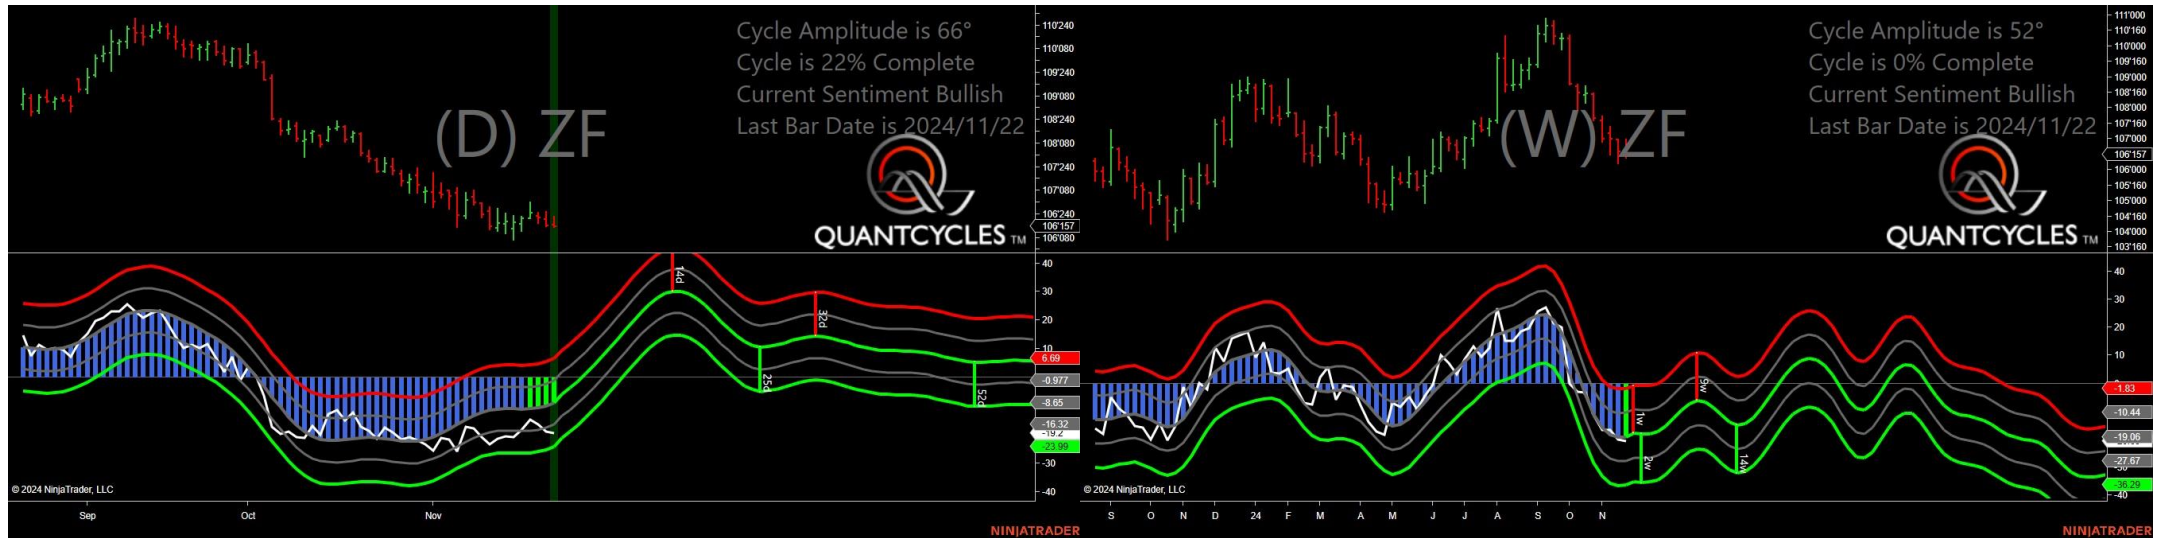 Cycle Amplitude is 66°
Cycle is 22% Complete
Current Sentiment Bullish
Last Bar Date is 2024/11/22
(D) ZF
QUANTCYCLES TM
110'240
110'080
109'240
109'080
108'240
108'080
107'240
107'080
106'240
106'157
106'080
14d
25d
32d
52d
40
30
20
10
6.69
-0.977
-8.65
-16.32
-19.2
-23.99
-30
-40
© 2024 NinjaTrader, LLC
Sep Oct Nov
NINJATRADER
Cycle Amplitude is 52°
Cycle is 0% Complete
Current Sentiment Bullish
Last Bar Date is 2024/11/22
(W) ZF
QUANTCYCLES TM
111'000
110'160
110'000
109'160
109'000
108'160
108'000
107'160
107'000
106'157
106'000
105'160
105'000
104'160
104'000
103'160
1w
2w
9w
14w
40
30
20
10
-1.83
-10.44
-19.06
-27.67
-36.29
-40
© 2024 NinjaTrader, LLC
S O N D 24 F M A M J J A S O N
NINJATRADER